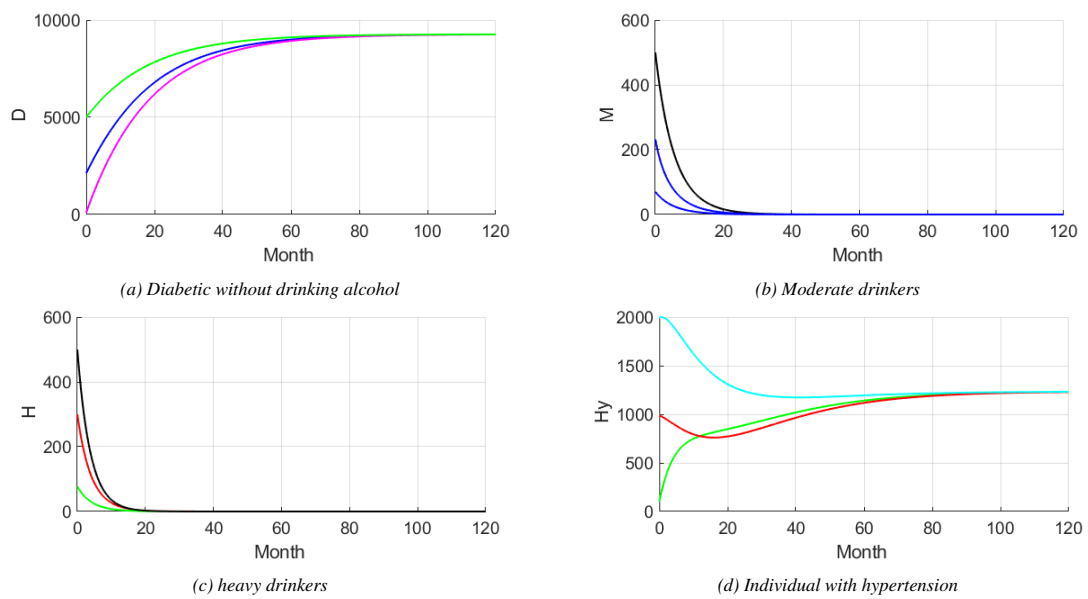 10000
5000
0
D
0 20 40 60 80 100 120
Month
(a) Diabetic without drinking alcohol
600
400
200
0
M
0 20 40 60 80 100 120
Month
(b) Moderate drinkers
600
400
200
0
H
0 20 40 60 80 100 120
Month
(c) heavy drinkers
2000
1500
1000
500
0
Hy
0 20 40 60 80 100 120
Month
(d) Individual with hypertension